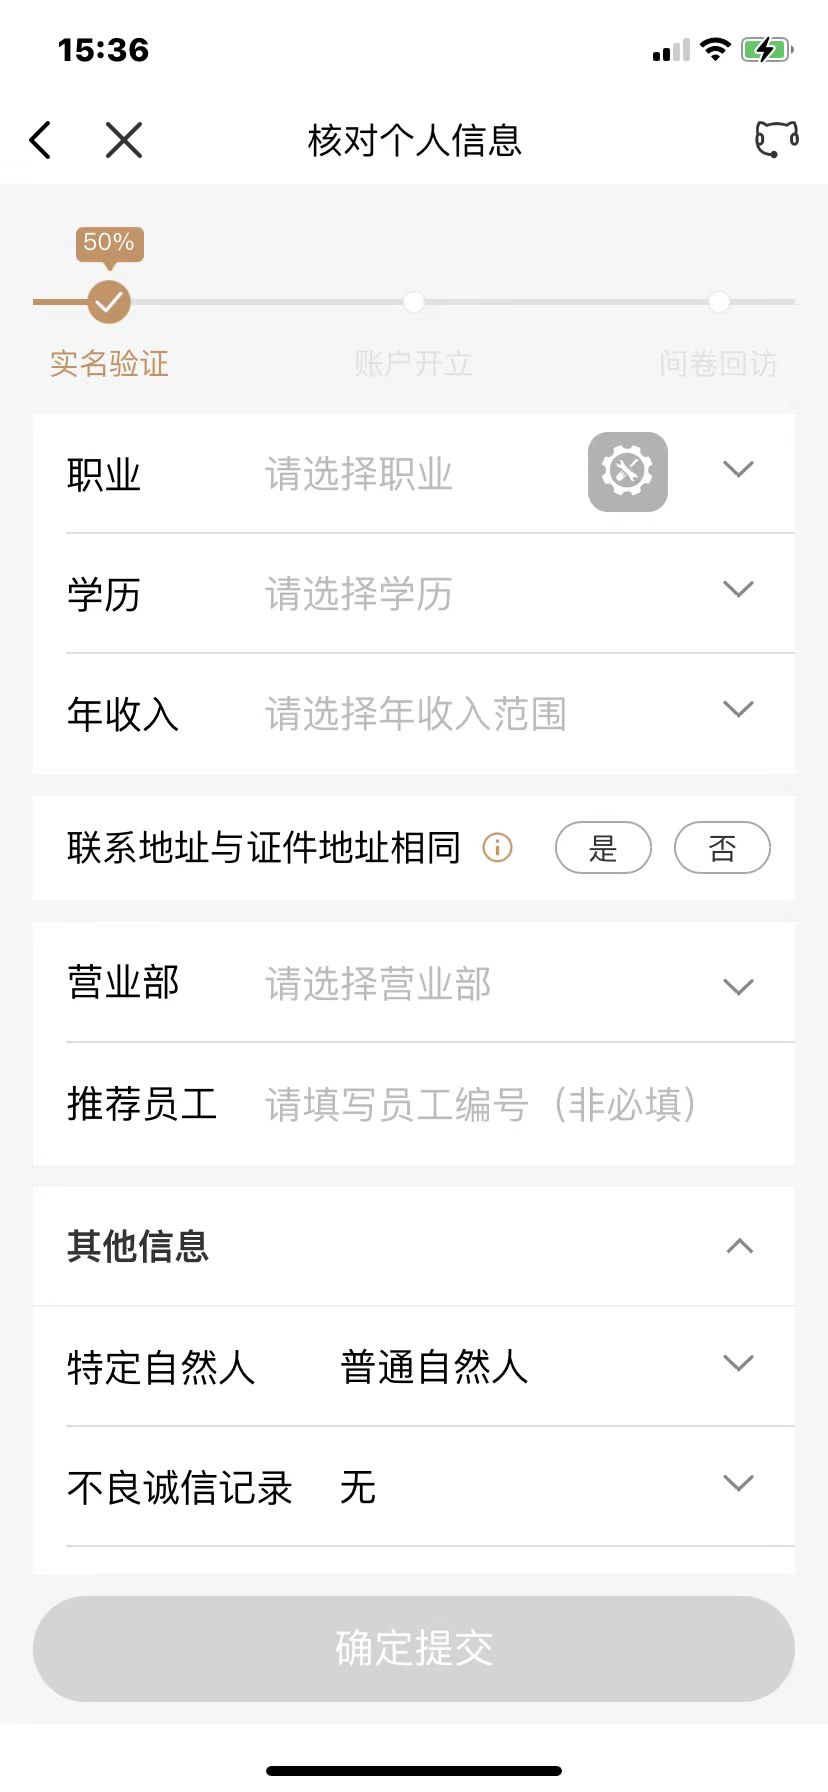 15:36
核对个人信息
50%
实名验证 账户开立 问卷回访
职业 请选择职业
学历 请选择学历
年收入 请选择年收入范围
联系地址与证件地址相同 是 否
营业部 请选择营业部
推荐员工 请填写员工编号（非必填）
其他信息
特定自然人 普通自然人
不良诚信记录 无
确定提交